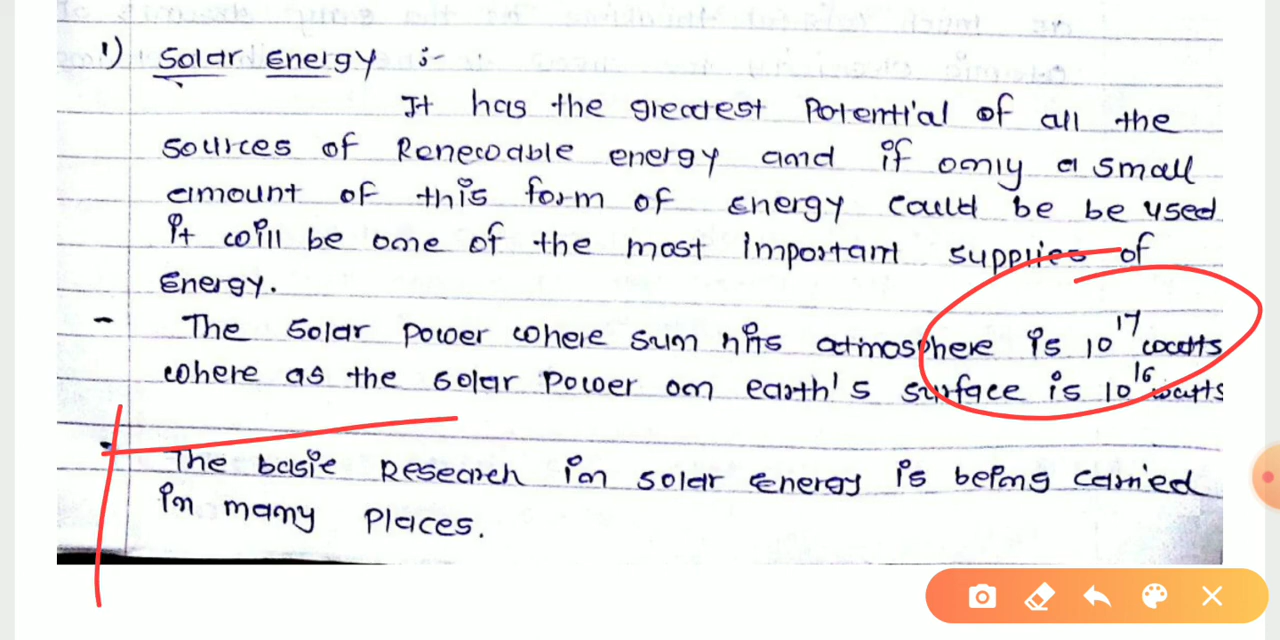 1) Solar Energy :-
It has the greatest Potential of all the
sources of Renewable energy and if only a small
amount of this form of energy could be be used
it will be one of the most important supplies of
Energy.
- The Solar Power where sun hits atmosphere is 10^17 watts
where as the Solar Power on earth's surface is 10^16 watts
- The basic Research in solar energy is being carried
in many Places.